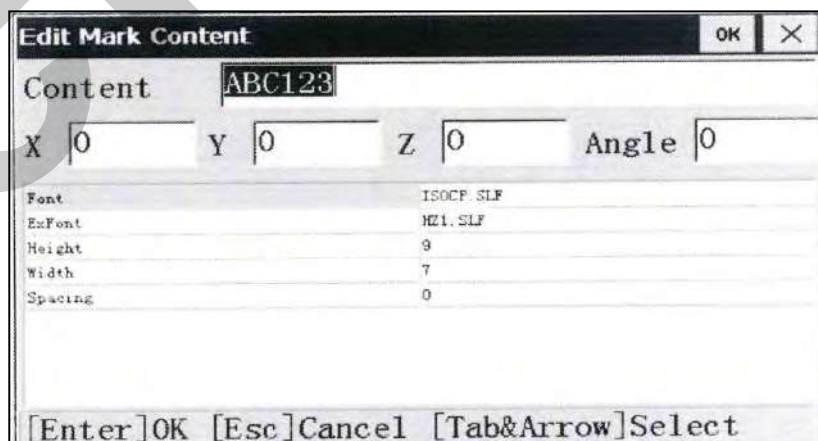 Edit Mark Content OK ×
Content ABC123
X 0 Y 0 Z 0 Angle 0
Font ISOCP.SLF
ExFont HZ1.SLF
Height 9
Width 7
Spacing 0
[Enter]OK [Esc]Cancel [Tab&Arrow]Select